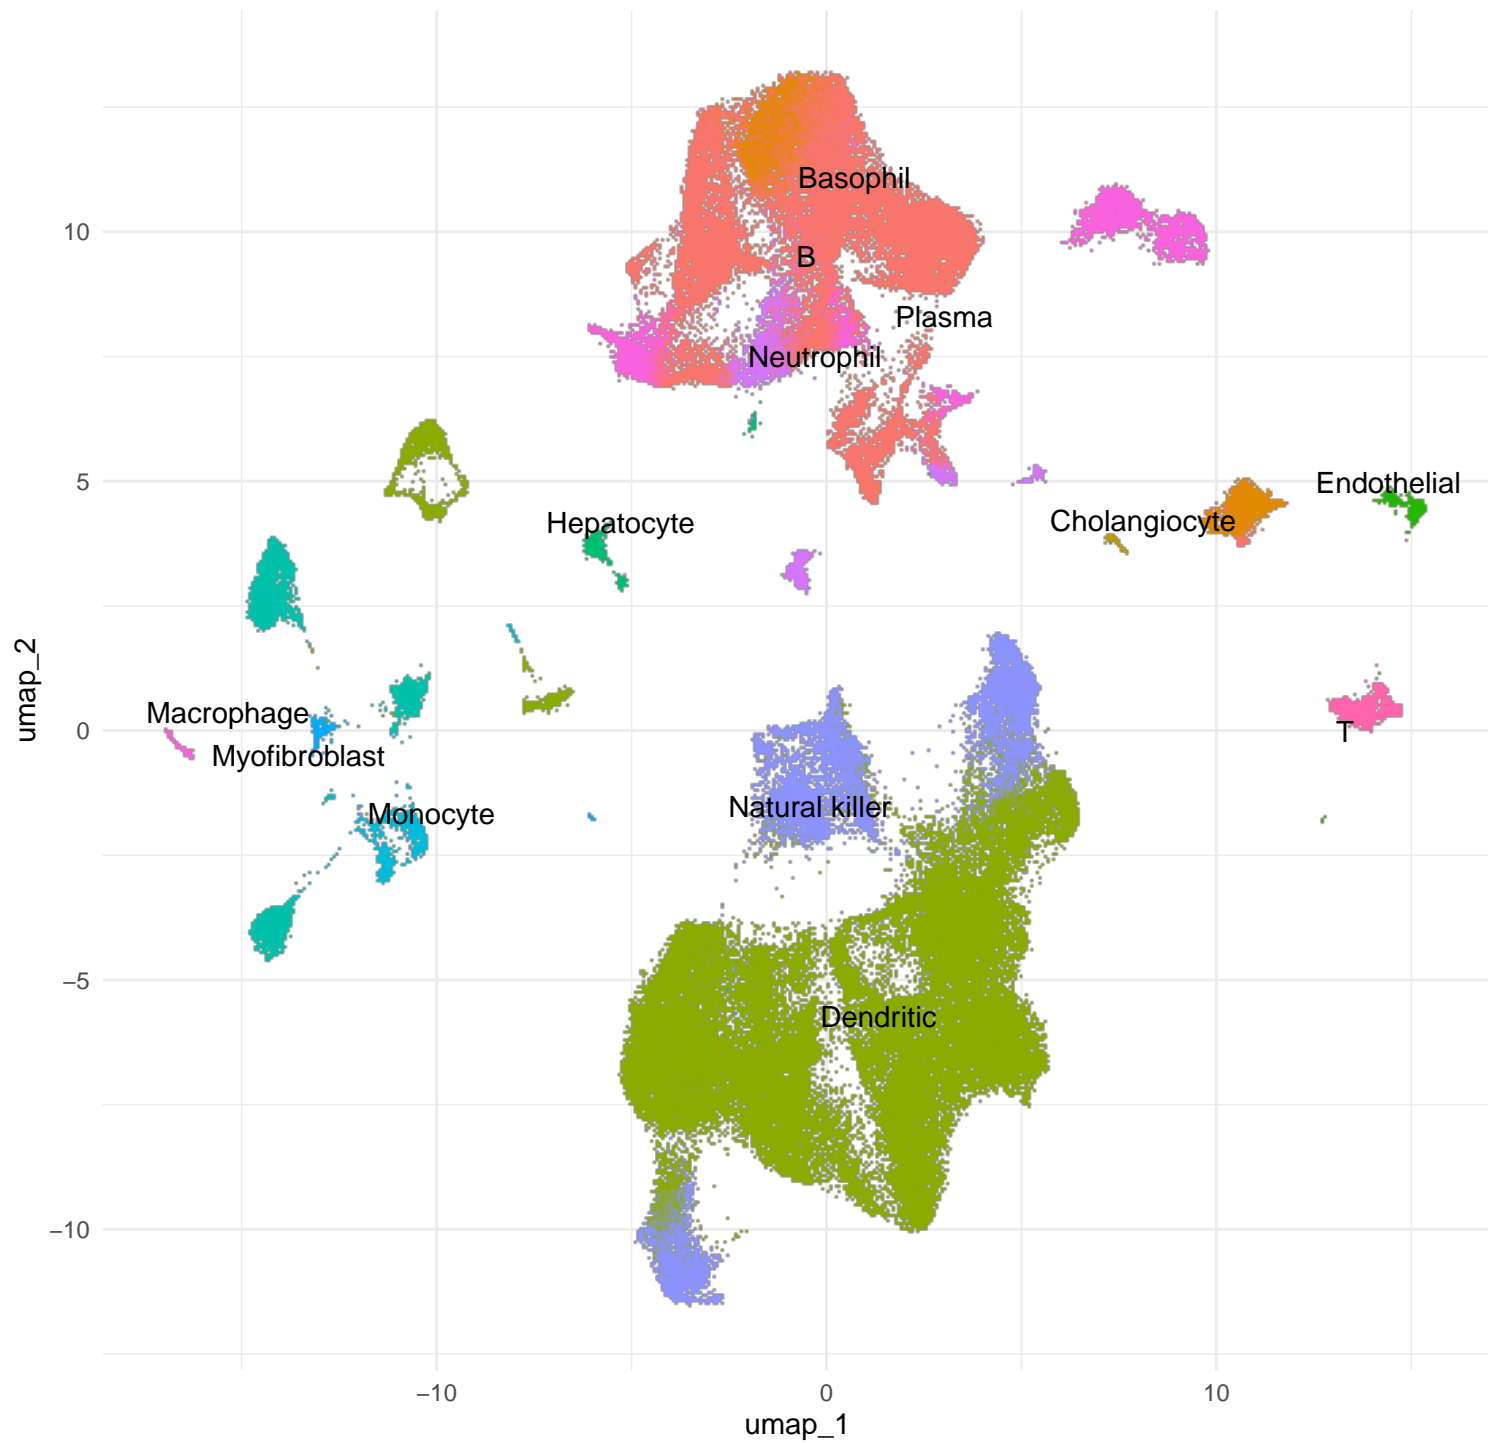 Basophil
10
B
Plasma
Neutrophil
5
Endothelial
Cholangiocyte
Hepatocyte
umap_2
Macrophage
0
T
Myofibroblast
Natural killer
Monocyte
−5
Dendritic
−10
−10
0
10
umap_1